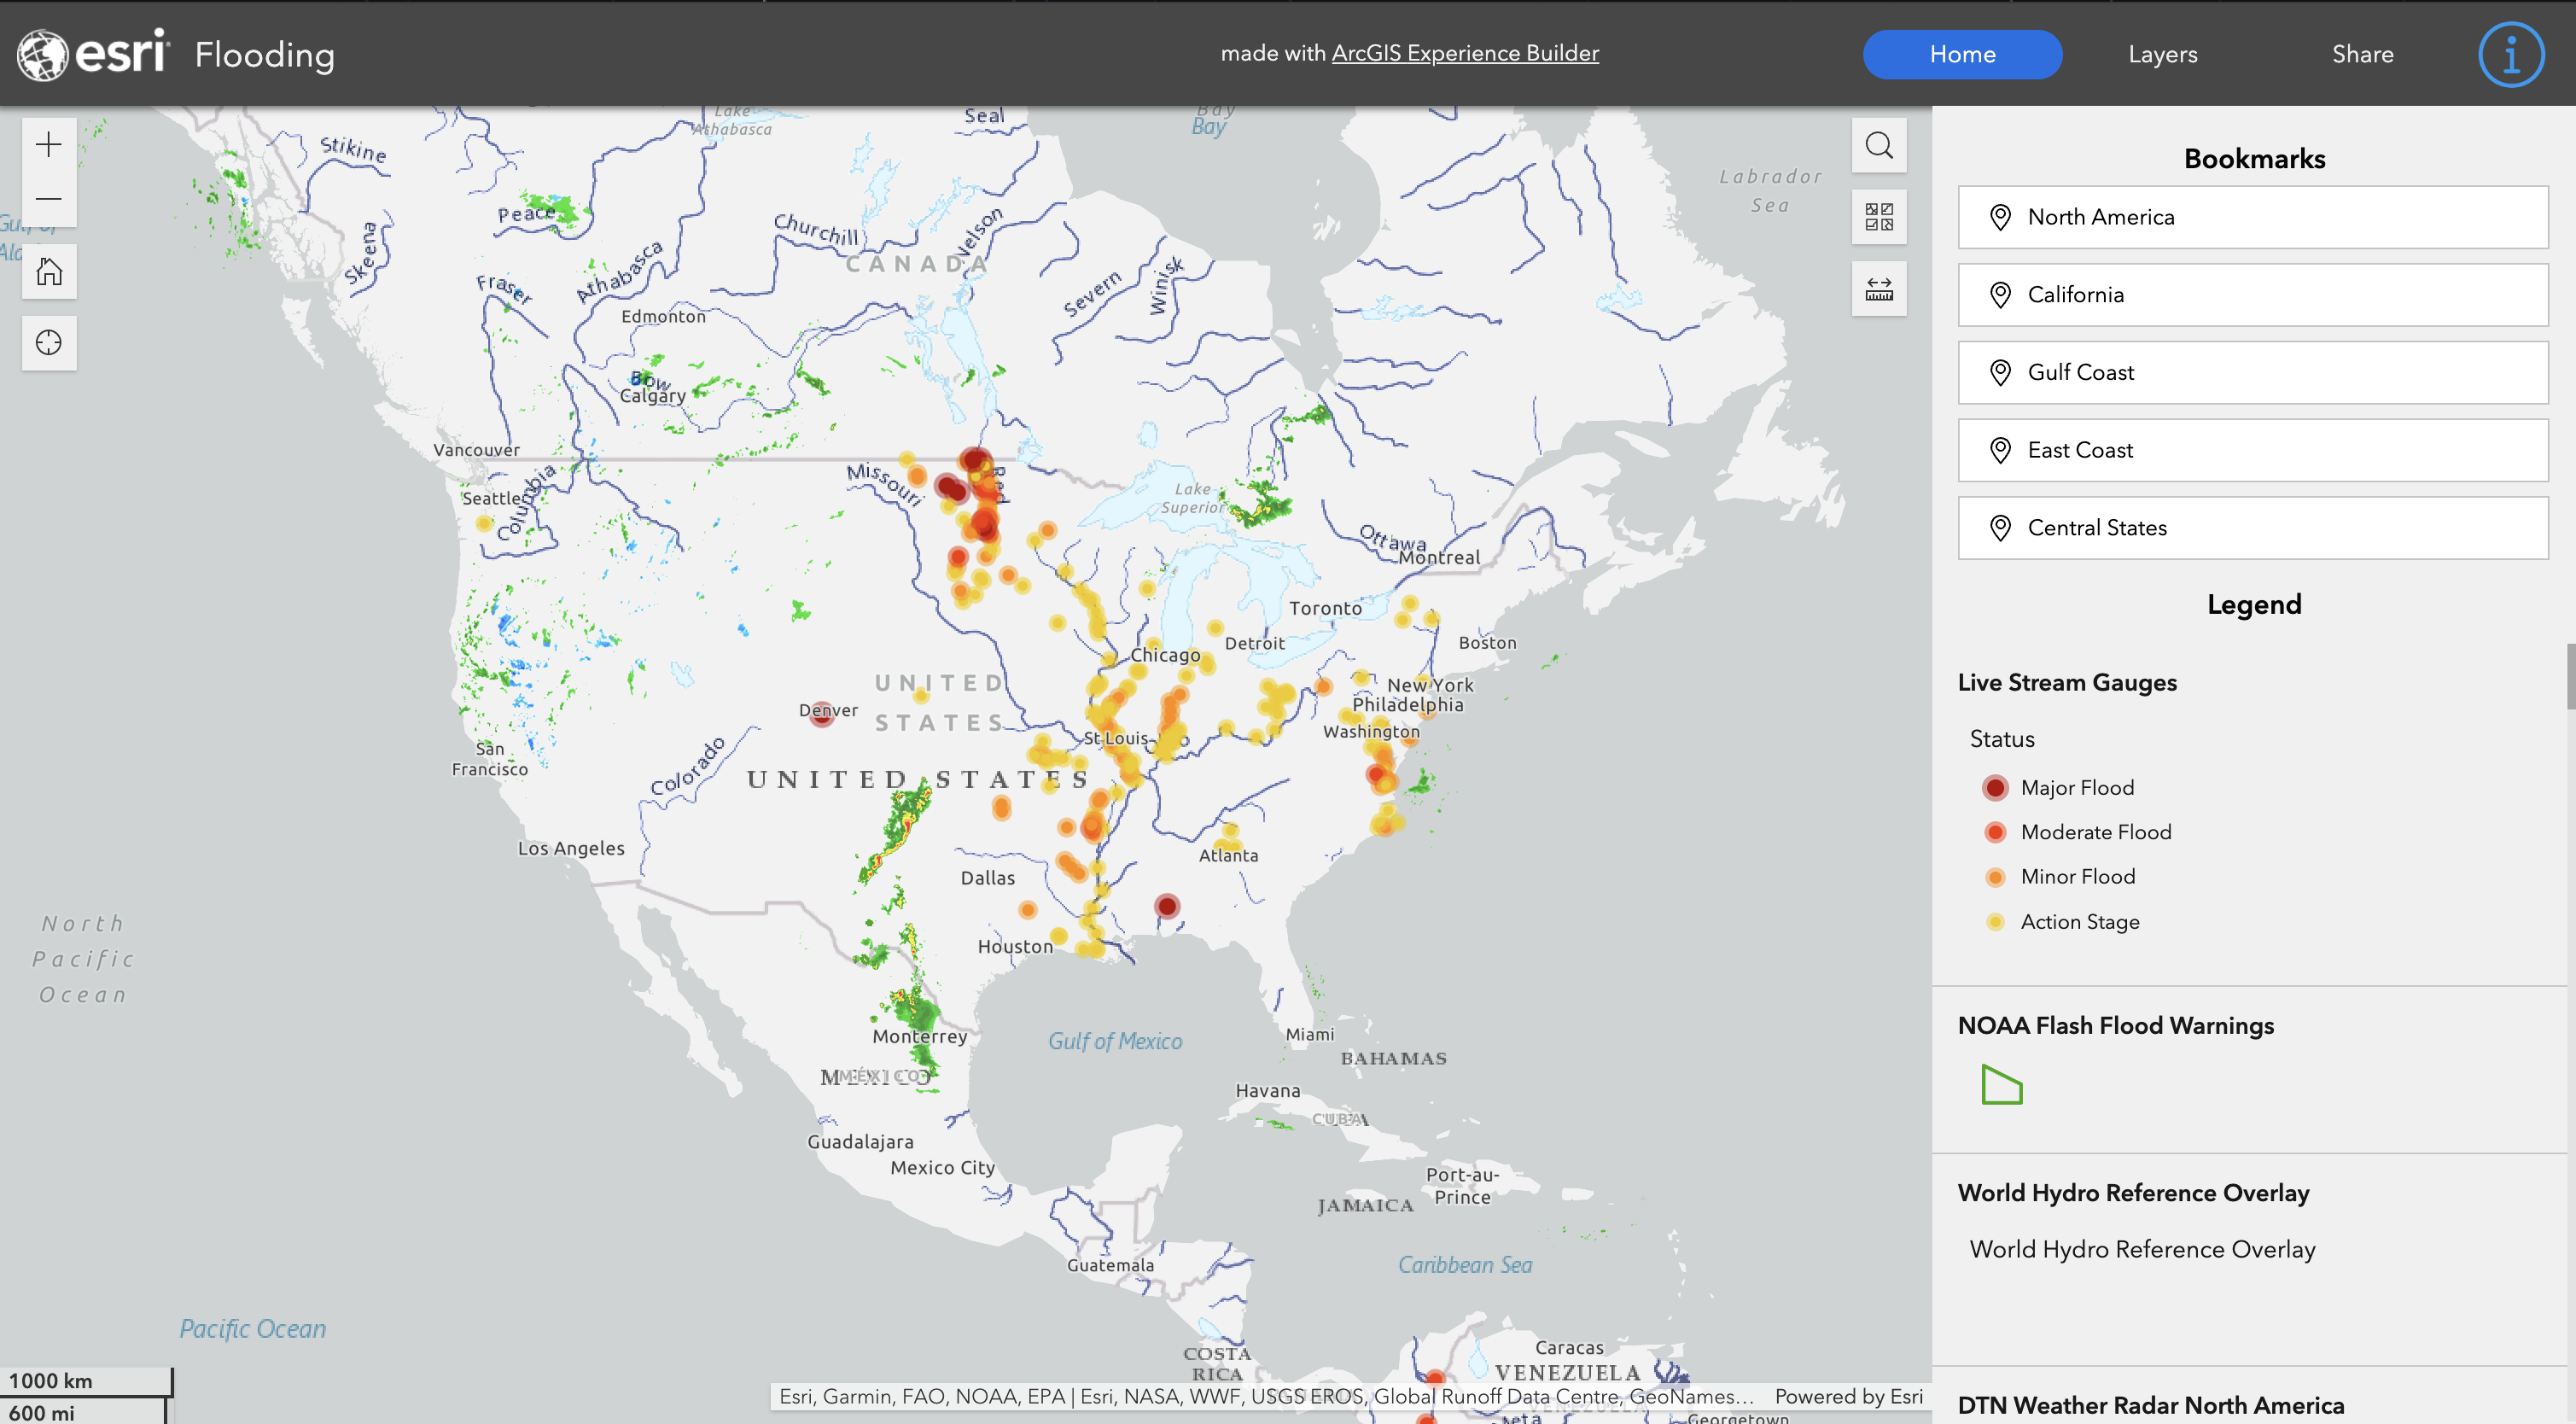 esri Flooding
made with ArcGIS Experience Builder
Home
Layers
Share
Lake
Athabasca
Seal
Bay
Bay
Stikine
Labrador
Sea
Peace
Churchill
Nelson
Skeena
CANADA
Fraser
Athabasca
Severn
Winisk
Edmonton
Bow
Calgary
Vancouver
Missouri
Red
Seattle
Columbia
Lake
Superior
Ottawa
Montreal
Toronto
Boston
Detroit
Chicago
UNITED
STATES
New York
Philadelphia
Denver
Washington
St Louis
San
Francisco
Colorado
UNITED STATES
Los Angeles
Atlanta
Dallas
North
Pacific
Ocean
Houston
Monterrey
Gulf of Mexico
Miami
BAHAMAS
MÉXICO
Havana
CUBA
Guadalajara
Mexico City
Port-au-
Prince
JAMAICA
Guatemala
Caribbean Sea
Pacific Ocean
COSTA
RICA
Caracas
VENEZUELA
Georgetown
1000 km
600 mi
Esri, Garmin, FAO, NOAA, EPA | Esri, NASA, WWF, USGS EROS, Global Runoff Data Centre, GeoNames...
Powered by Esri
Bookmarks
North America
California
Gulf Coast
East Coast
Central States
Legend
Live Stream Gauges
Status
Major Flood
Moderate Flood
Minor Flood
Action Stage
NOAA Flash Flood Warnings
World Hydro Reference Overlay
World Hydro Reference Overlay
DTN Weather Radar North America